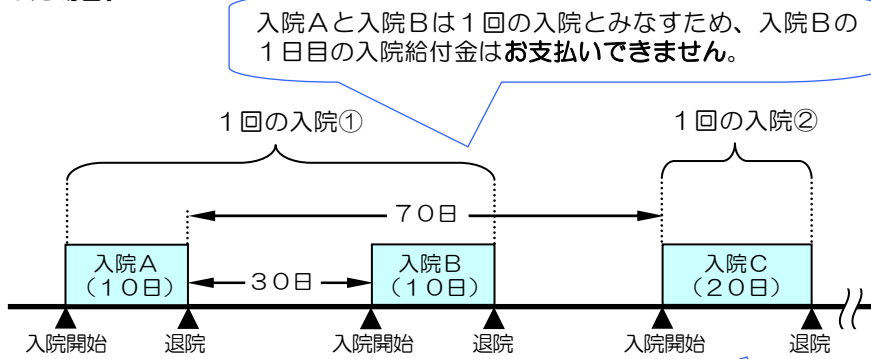 入院Aと入院Bは1回の入院とみなすため、入院Bの
1日目の入院給付金はお支払いできません。
1回の入院①
1回の入院②
70日
入院A
(10日)
30日
入院B
(10日)
入院C
(20日)
入院開始
退院
入院開始
退院
入院開始
退院